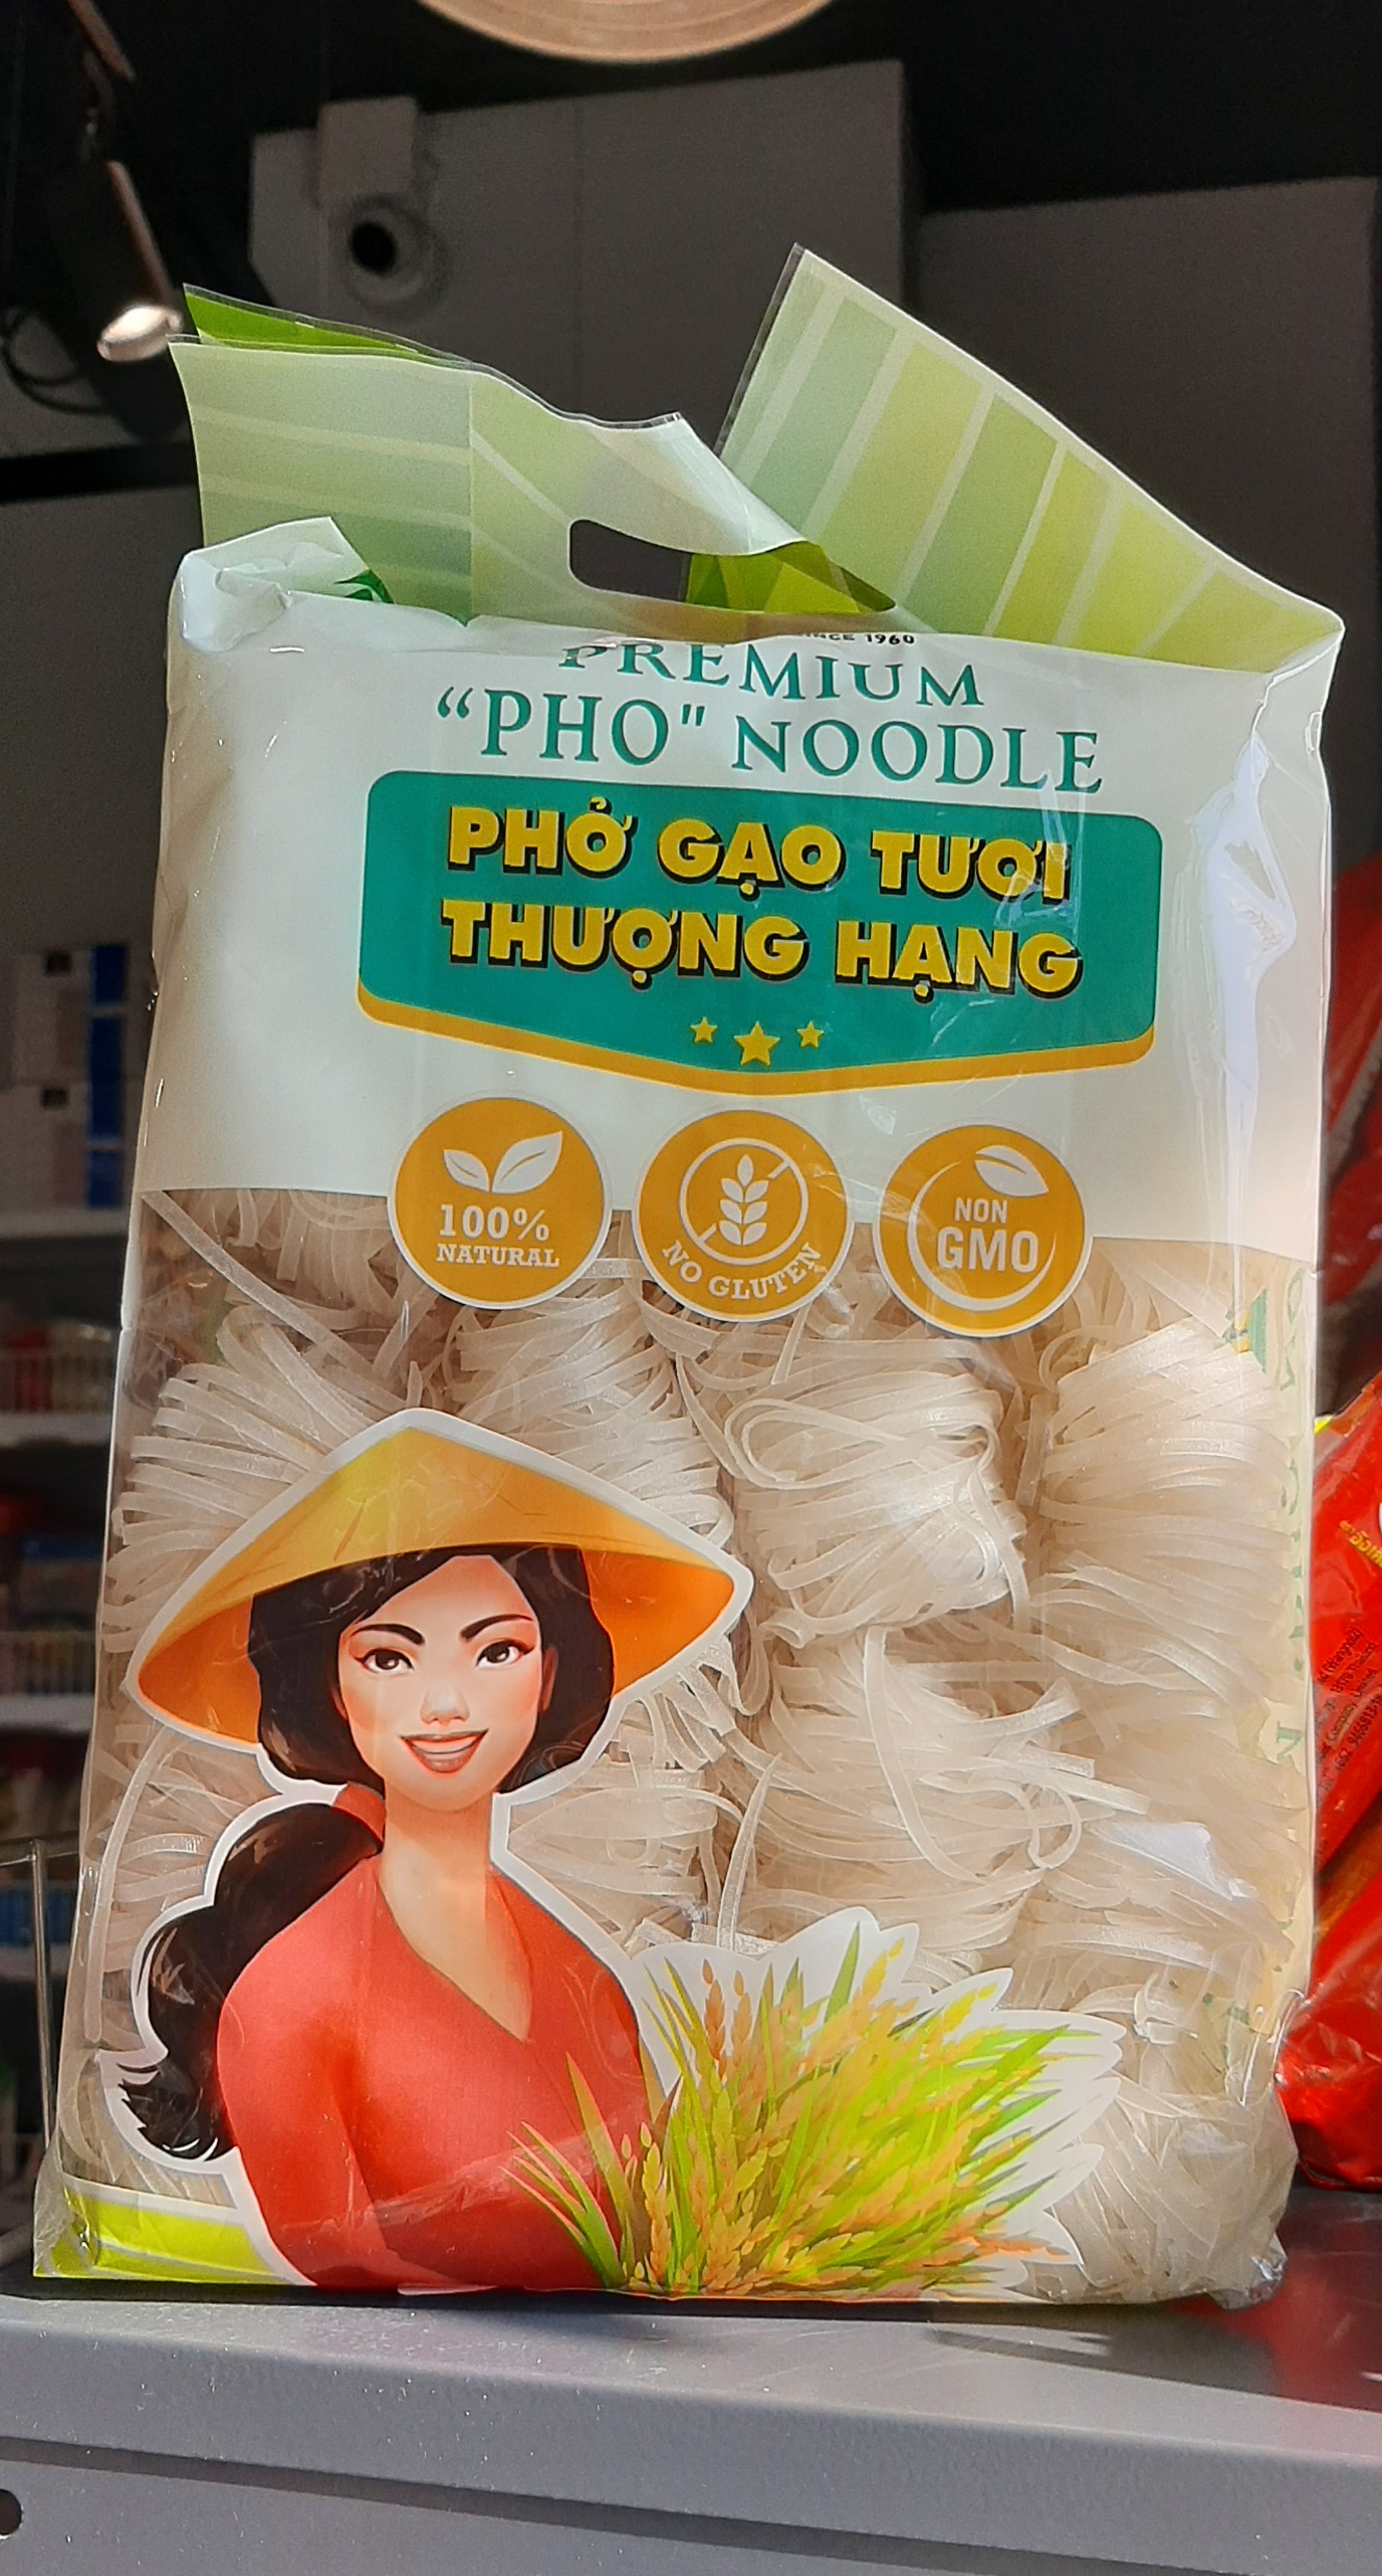 SINCE 1960
PREMIUM
“PHO" NOODLE
PHỞ GẠO TƯƠI
THƯỢNG HẠNG
100%
NATURAL
NO GLUTEN
NON
GMO